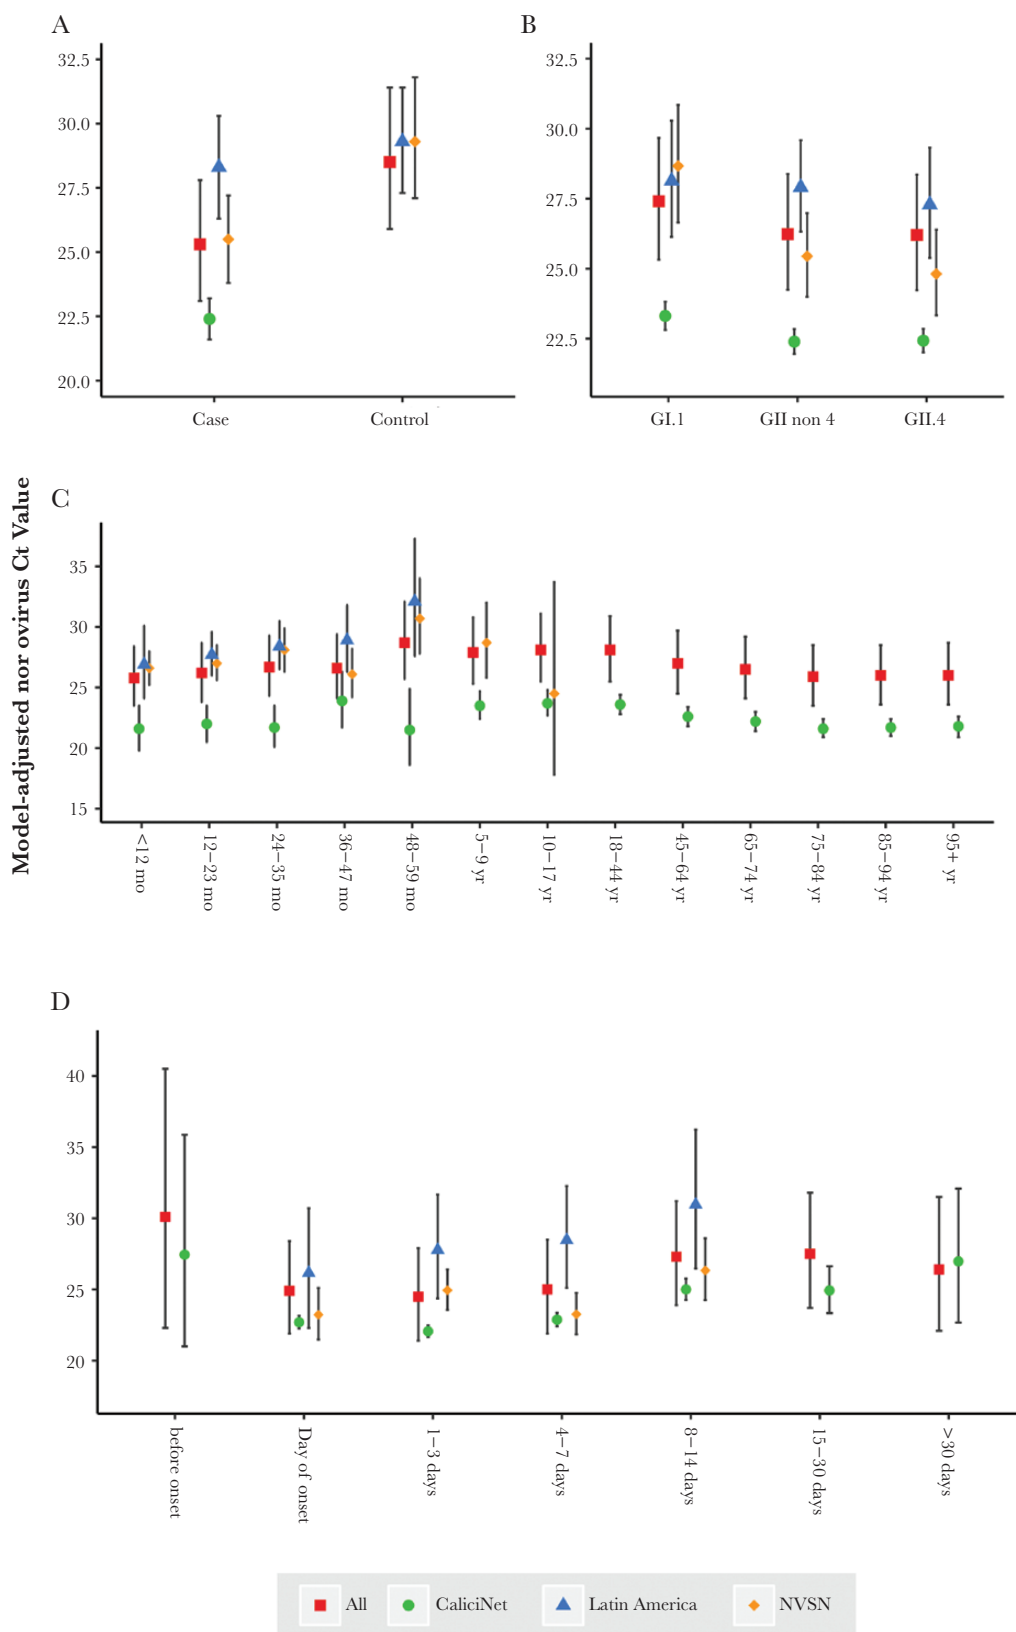 A
B
32.5
30.0
27.5
25.0
22.5
20.0
Case
Control
32.5
30.0
27.5
25.0
22.5
GI.1
GII non 4
GII.4
Model-adjusted nor ovirus Ct Value
C
35
30
25
20
15
<12 mo
12–23 mo
24–35 mo
36–47 mo
48–59 mo
5–9 yr
10–17 yr
18–44 yr
45–64 yr
65–74 yr
75–84 yr
85–94 yr
95+ yr
D
40
35
30
25
20
before onset
Day of onset
1–3 days
4–7 days
8–14 days
15–30 days
>30 days
All
CaliciNet
Latin America
NVSN